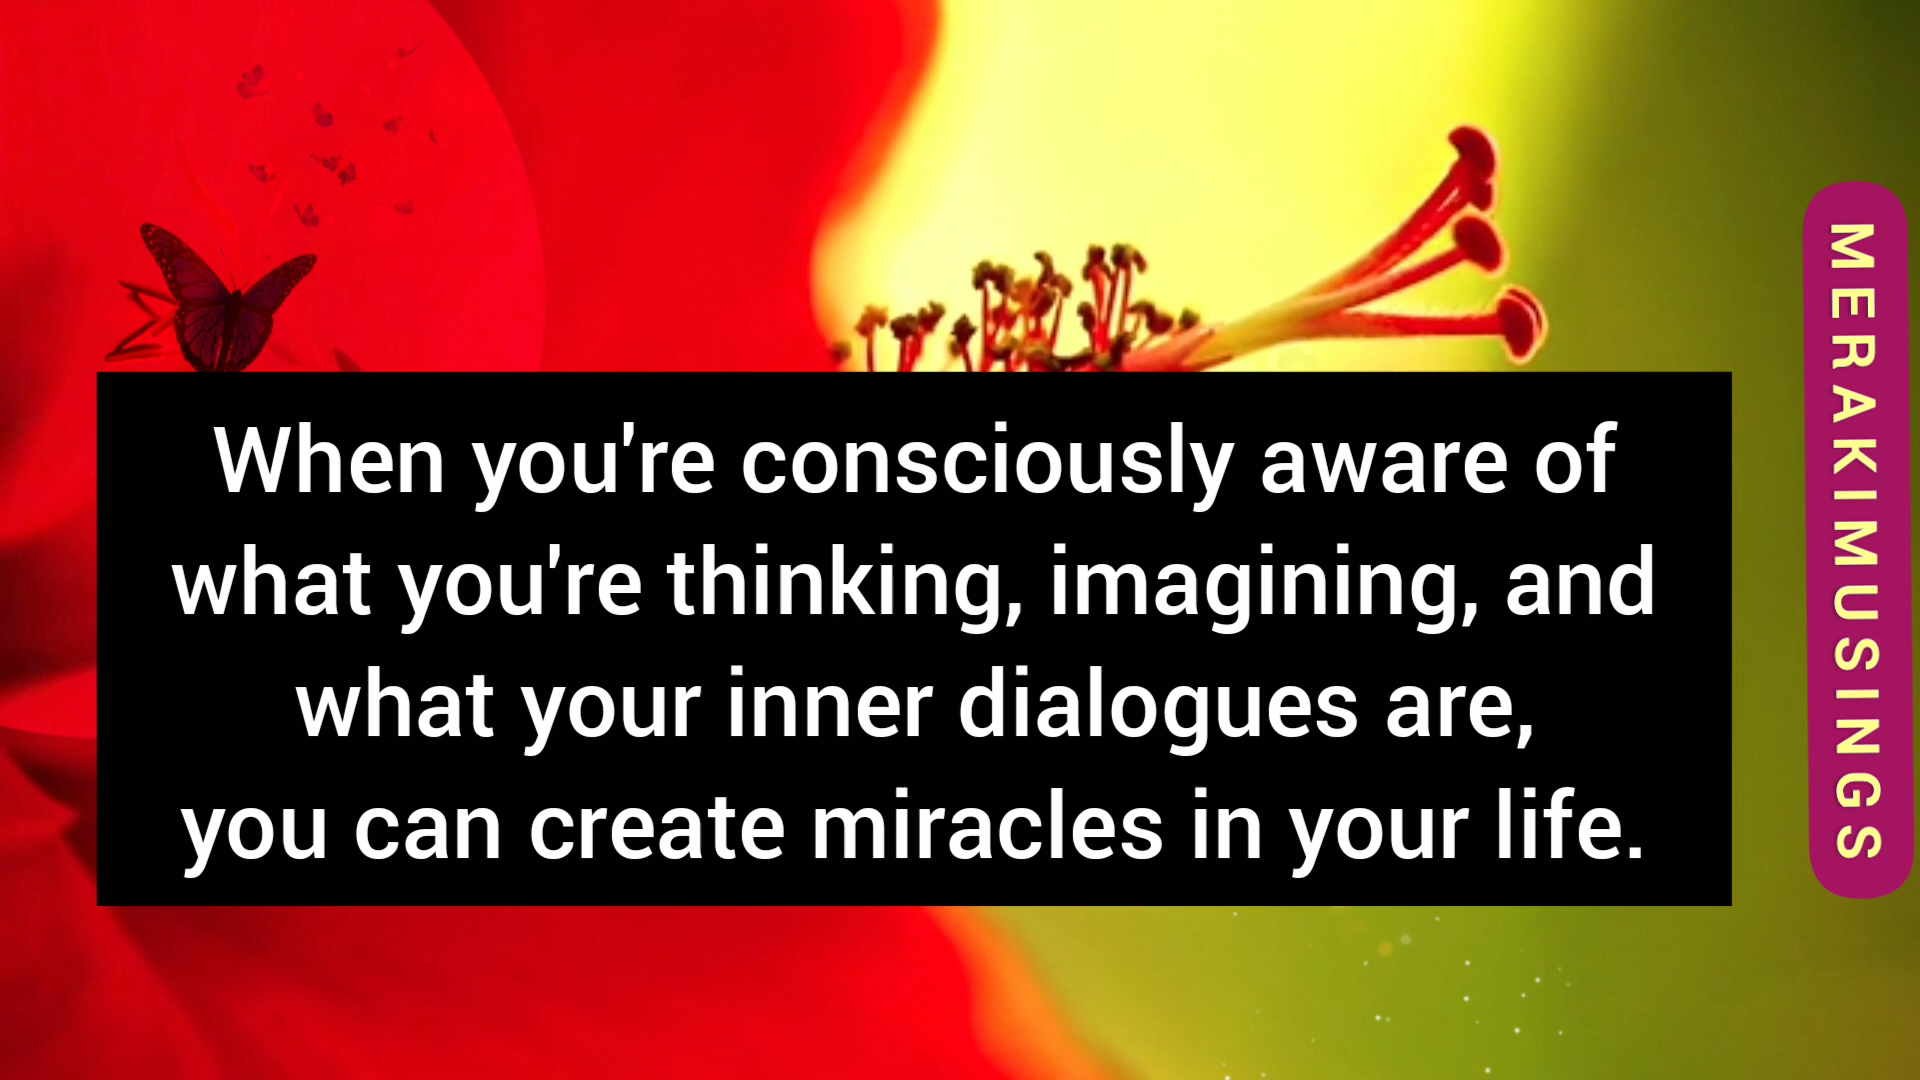 When you're consciously aware of
what you're thinking, imagining, and
what your inner dialogues are,
you can create miracles in your life.
MERAKIMUSINGS